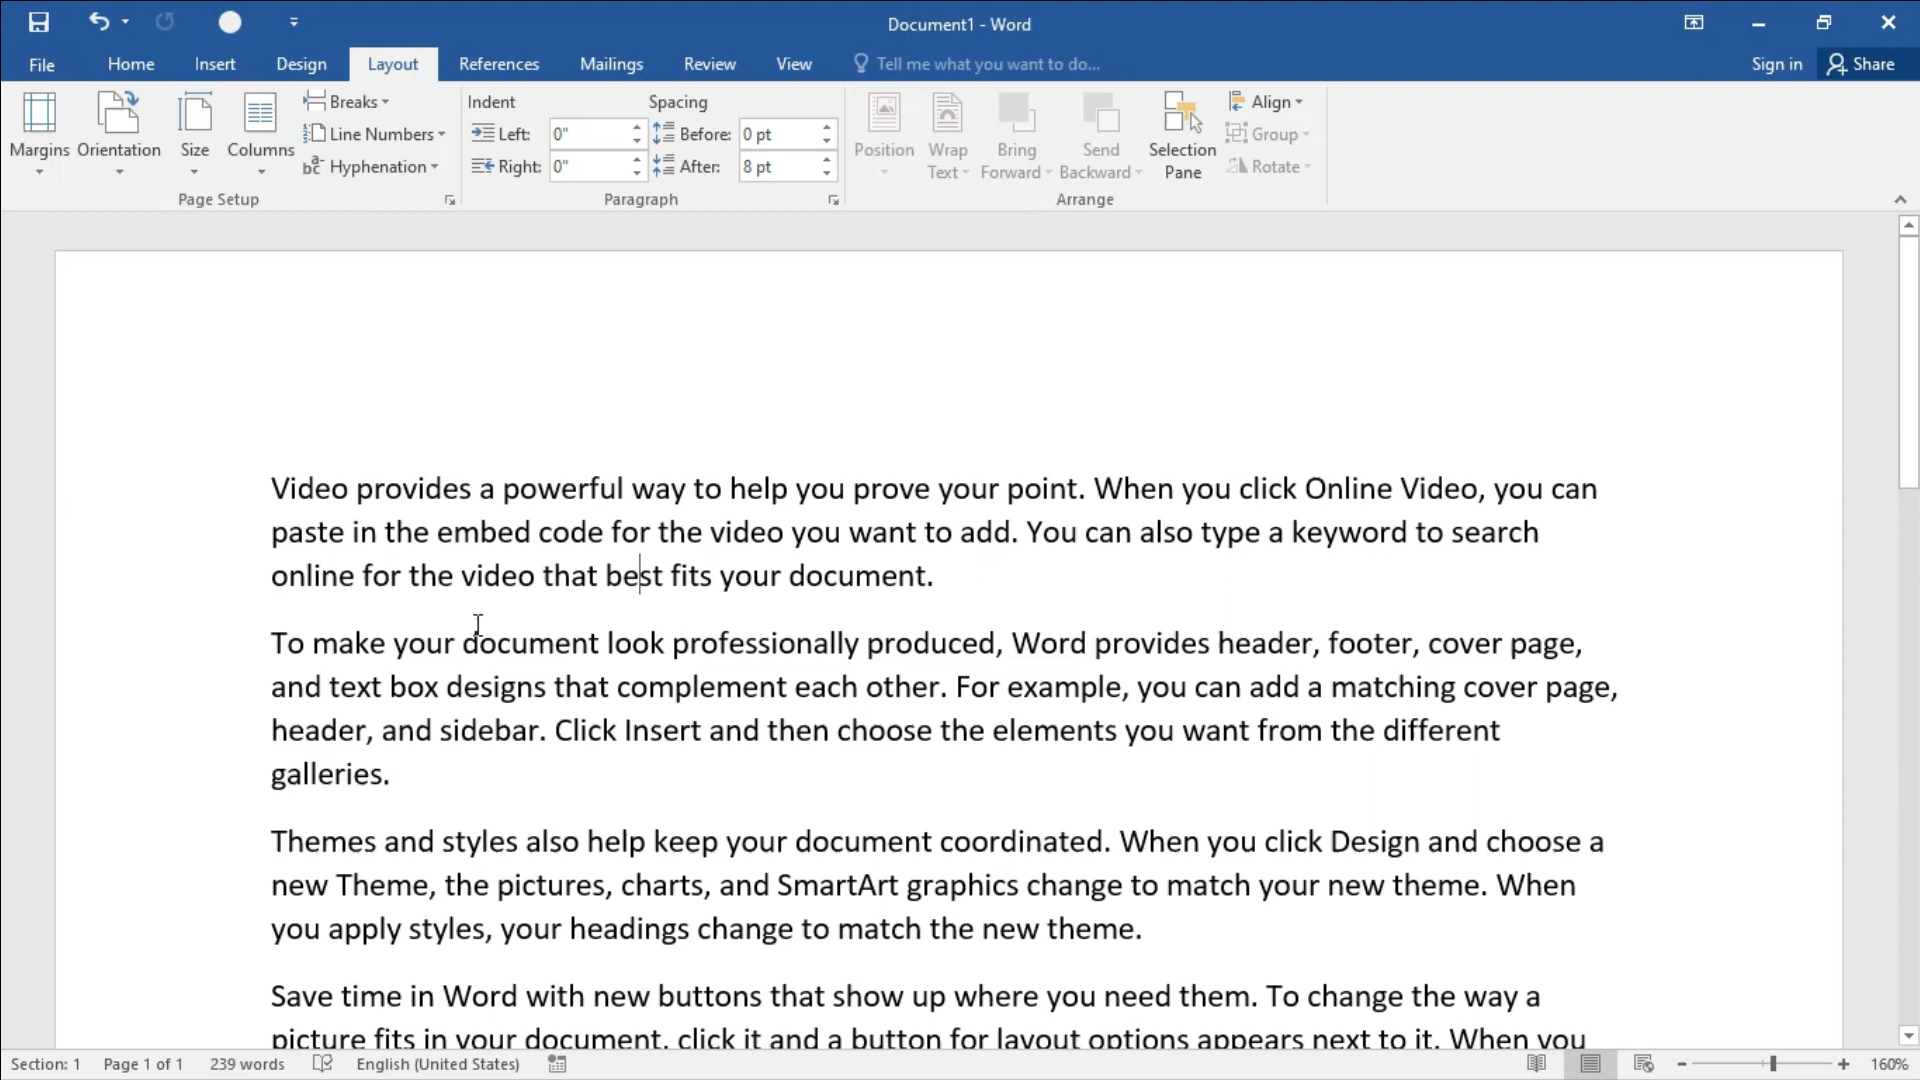 Document1 - Word
File Home Insert Design Layout References Mailings Review View Tell me what you want to do... Sign in Share
Margins Orientation Size Columns
Breaks
Line Numbers
Hyphenation
Page Setup
Indent Spacing
Left: 0" Before: 0 pt
Right: 0" After: 8 pt
Paragraph
Position Wrap Text Bring Forward Send Backward Selection Pane
Align
Group
Rotate
Arrange
Video provides a powerful way to help you prove your point. When you click Online Video, you can
paste in the embed code for the video you want to add. You can also type a keyword to search
online for the video that best fits your document.
To make your document look professionally produced, Word provides header, footer, cover page,
and text box designs that complement each other. For example, you can add a matching cover page,
header, and sidebar. Click Insert and then choose the elements you want from the different
galleries.
Themes and styles also help keep your document coordinated. When you click Design and choose a
new Theme, the pictures, charts, and SmartArt graphics change to match your new theme. When
you apply styles, your headings change to match the new theme.
Save time in Word with new buttons that show up where you need them. To change the way a
picture fits in your document, click it and a button for layout options appears next to it. When you
Section: 1 Page 1 of 1 239 words English (United States) 160%